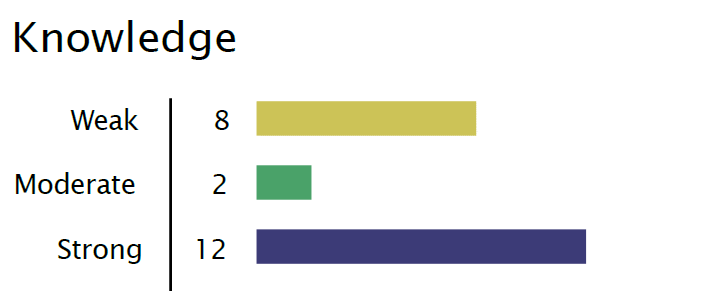 Knowledge
Weak 8
Moderate 2
Strong 12